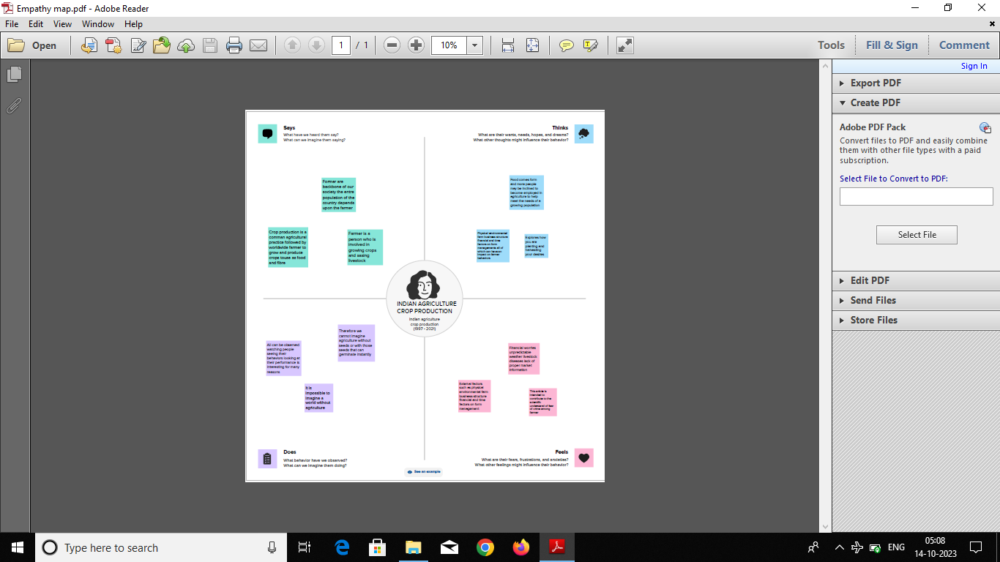 Empathy map.pdf - Adobe Reader
File Edit View Window Help
Open 1 / 1 10% Tools Fill & Sign Comment
Sign In
Export PDF
Create PDF
Adobe PDF Pack
Convert files to PDF and easily combine
them with other file types with a paid
subscription.
Select File to Convert to PDF:
Select File
Edit PDF
Send Files
Store Files
Says
What have we heard them say?
What can we imagine them saying?
Thinks
What are their wants, needs, hopes, and dreams?
What other thoughts might influence their behavior?
Former are
backbone of our
society the entre
population of the
country depends
upon the farmer
Crop production is a
comman agricultural
practice followed by
worldwide farmer to
grow and produce
crops touse as food
and fibre
Farmer is a
person who is
involved in
growing crops
and sasing
livestock
Food comes form
and more people
may be inclined to
become employed in
agriculture to help
meet the needs of a
growing population
Physical environmental
farm business structure
financial and time
factors on form
managements all of
which can have an
impact on farmer
behaviors
Explores how
you are
planting and
harvesting
your desires
INDIAN AGRICULTURE
CROP PRODUCTION
Indian agriculture
crop production
(1997 - 2021)
Therefore we
cannot imagine
agriculture without
seeds or with those
seeds that can
germinate instantly
All can be observed
watching people
seeing their
behaviors looking at
their performance is
interesting for many
reasons
It is
impossible to
imagine a
world without
agriculture
Financial worries
unpredictable
weather livestock
diseases lack of
proper market
information
External factors
such as physical
environmental farm
business structure
financial and time
factors on form
management
This article is
intended to
contribute to the
scientific
understand of fear
of crime among
farmer
Does
What behavior have we observed?
What can we imagine them doing?
Feels
What are their fears, frustrations, and anxieties?
What other feelings might influence their behavior?
See an example
Type here to search
ENG
05:08
14-10-2023